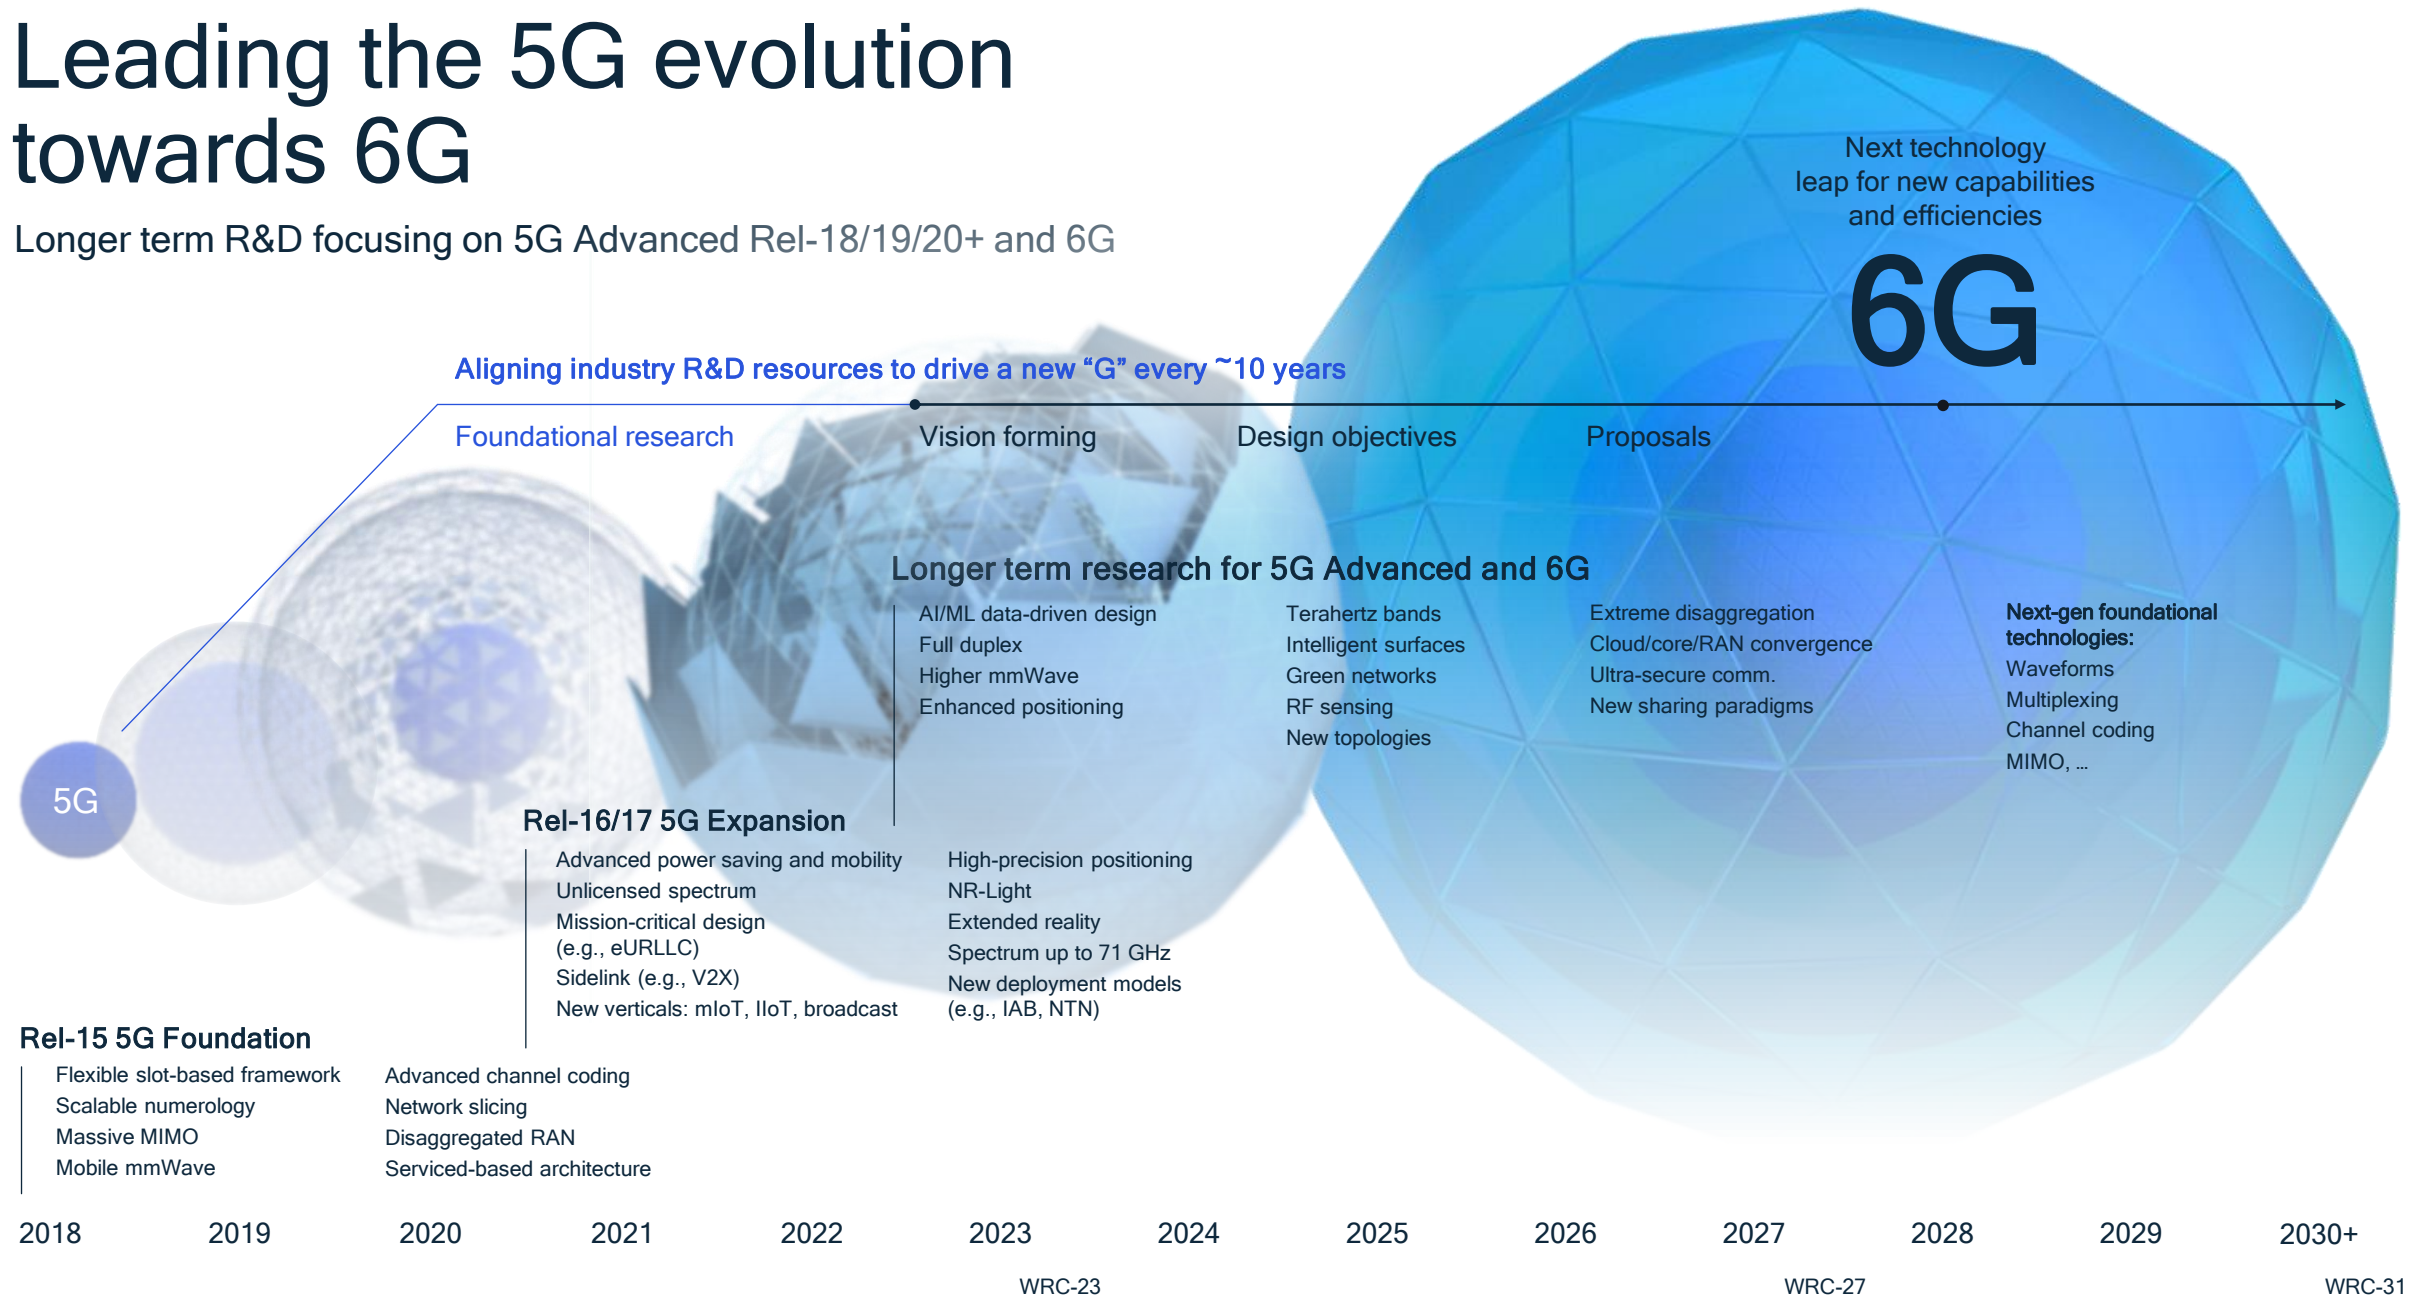 Leading the 5G evolution
towards 6G
Longer term R&D focusing on 5G Advanced Rel-18/19/20+ and 6G
Next technology
leap for new capabilities
and efficiencies
6G
Aligning industry R&D resources to drive a new “G” every ~10 years
Foundational research
Vision forming
Design objectives
Proposals
5G
Longer term research for 5G Advanced and 6G
AI/ML data-driven design
Full duplex
Higher mmWave
Enhanced positioning
Terahertz bands
Intelligent surfaces
Green networks
RF sensing
New topologies
Extreme disaggregation
Cloud/core/RAN convergence
Ultra-secure comm.
New sharing paradigms
Next-gen foundational
technologies:
Waveforms
Multiplexing
Channel coding
MIMO, ...
Rel-16/17 5G Expansion
Advanced power saving and mobility
Unlicensed spectrum
Mission-critical design
(e.g., eURLLC)
Sidelink (e.g., V2X)
New verticals: mIoT, IIoT, broadcast
High-precision positioning
NR-Light
Extended reality
Spectrum up to 71 GHz
New deployment models
(e.g., IAB, NTN)
Rel-15 5G Foundation
Flexible slot-based framework
Scalable numerology
Massive MIMO
Mobile mmWave
Advanced channel coding
Network slicing
Disaggregated RAN
Serviced-based architecture
2018 2019 2020 2021 2022 2023 2024 2025 2026 2027 2028 2029 2030+
WRC-23 WRC-27 WRC-31